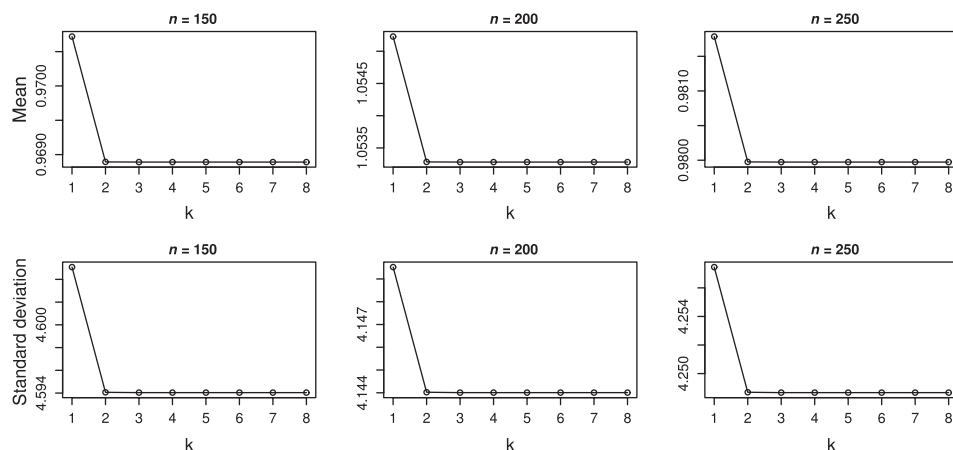 n = 150
n = 200
n = 250
Mean
0.9690 0.9700
1.0535 1.0545
0.9800 0.9810
1 2 3 4 5 6 7 8
1 2 3 4 5 6 7 8
1 2 3 4 5 6 7 8
k
k
k
n = 150
n = 200
n = 250
Standard deviation
4.594 4.600
4.144 4.147
4.250 4.254
1 2 3 4 5 6 7 8
1 2 3 4 5 6 7 8
1 2 3 4 5 6 7 8
k
k
k